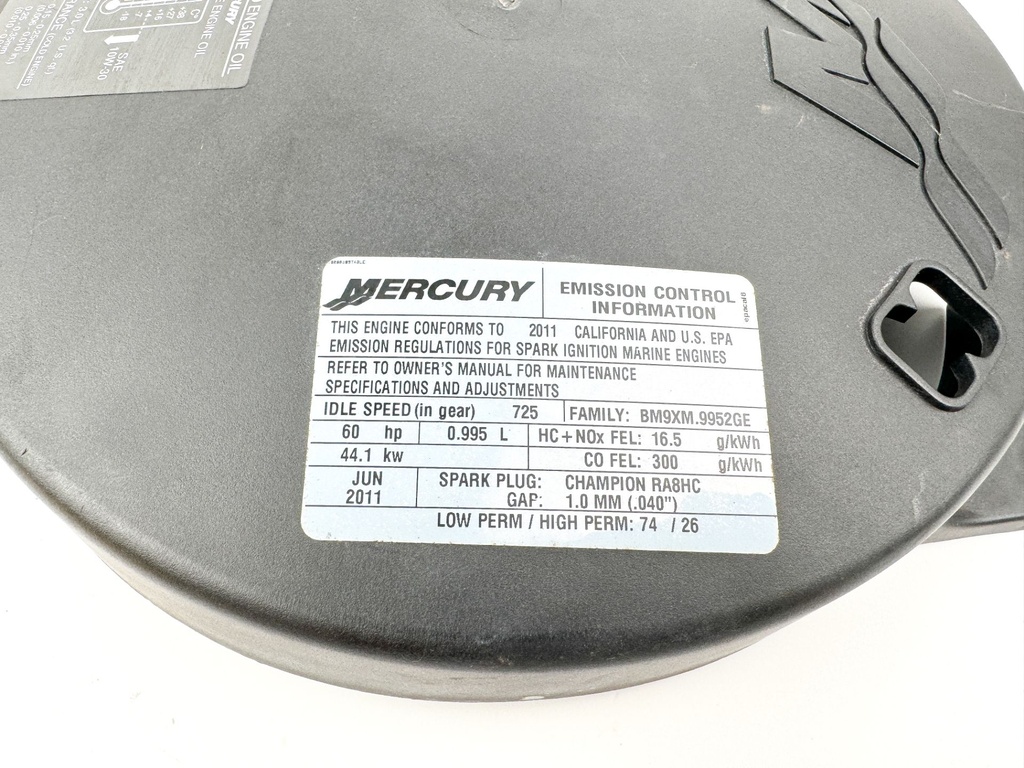 ENGINE OIL
MERCURY
EMISSION CONTROL
INFORMATION
THIS ENGINE CONFORMS TO 2011 CALIFORNIA AND U.S. EPA
EMISSION REGULATIONS FOR SPARK IGNITION MARINE ENGINES
REFER TO OWNER'S MANUAL FOR MAINTENANCE
SPECIFICATIONS AND ADJUSTMENTS
IDLE SPEED (in gear) 725 FAMILY: BM9XM.9952GE
60 hp 0.995 L HC+NOx FEL: 16.5 g/kWh
44.1 kw CO FEL: 300 g/kWh
JUN
2011
SPARK PLUG: CHAMPION RA8HC
GAP: 1.0 MM (.040")
LOW PERM / HIGH PERM: 74 / 26
SAE
10W-30